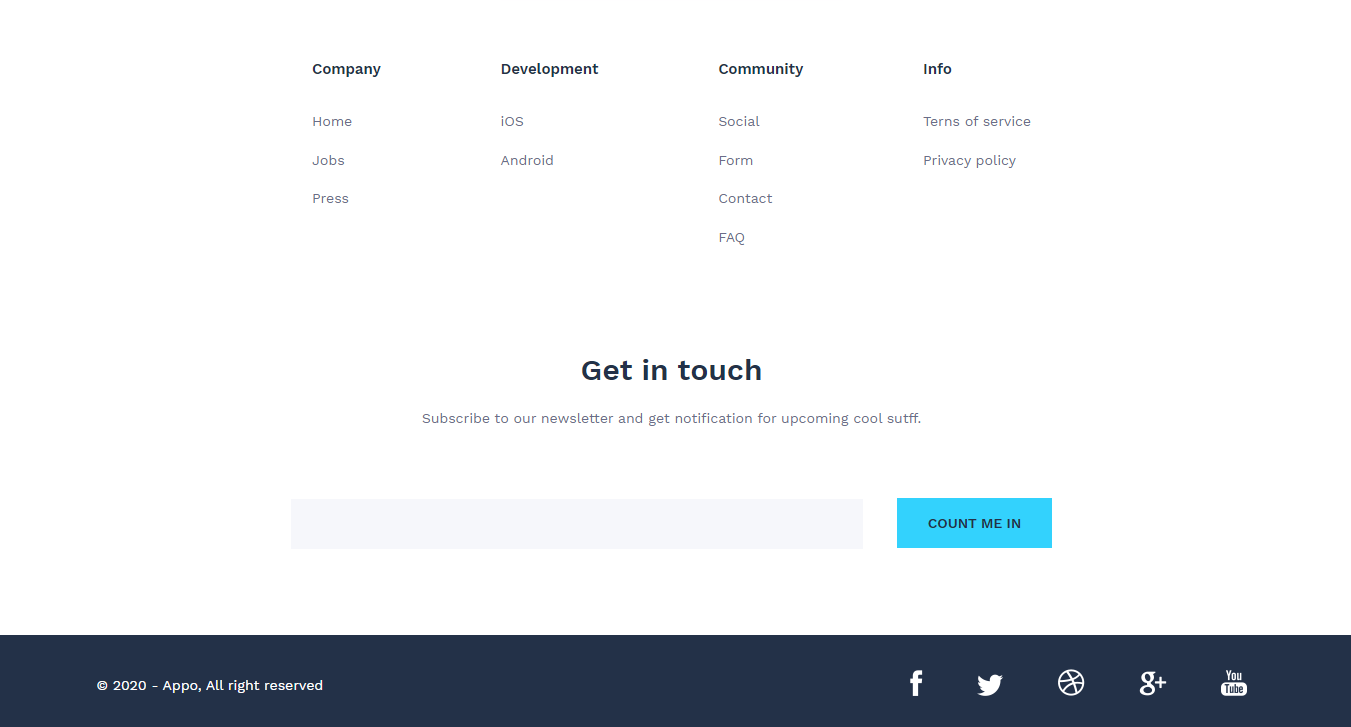 Company
Home
Jobs
Press
Development
iOS
Android
Community
Social
Form
Contact
FAQ
Info
Terns of service
Privacy policy
Get in touch
Subscribe to our newsletter and get notification for upcoming cool sutff.
COUNT ME IN
© 2020 - Appo, All right reserved
f
g+
You
Tube